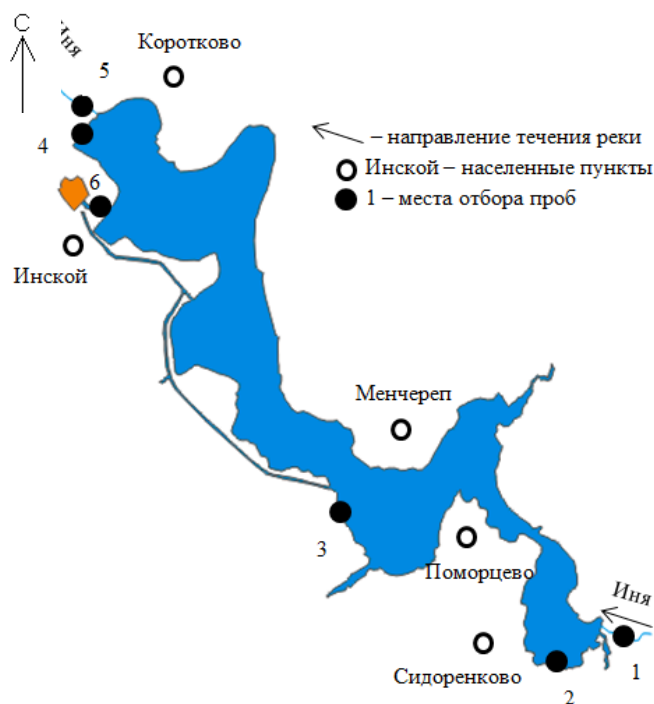 С
Иня
Коротково
5
4
6
– направление течения реки
Инской – населенные пункты
1 – места отбора проб
Инской
Менчереп
3
Поморцево
Иня
Сидоренково
1
2